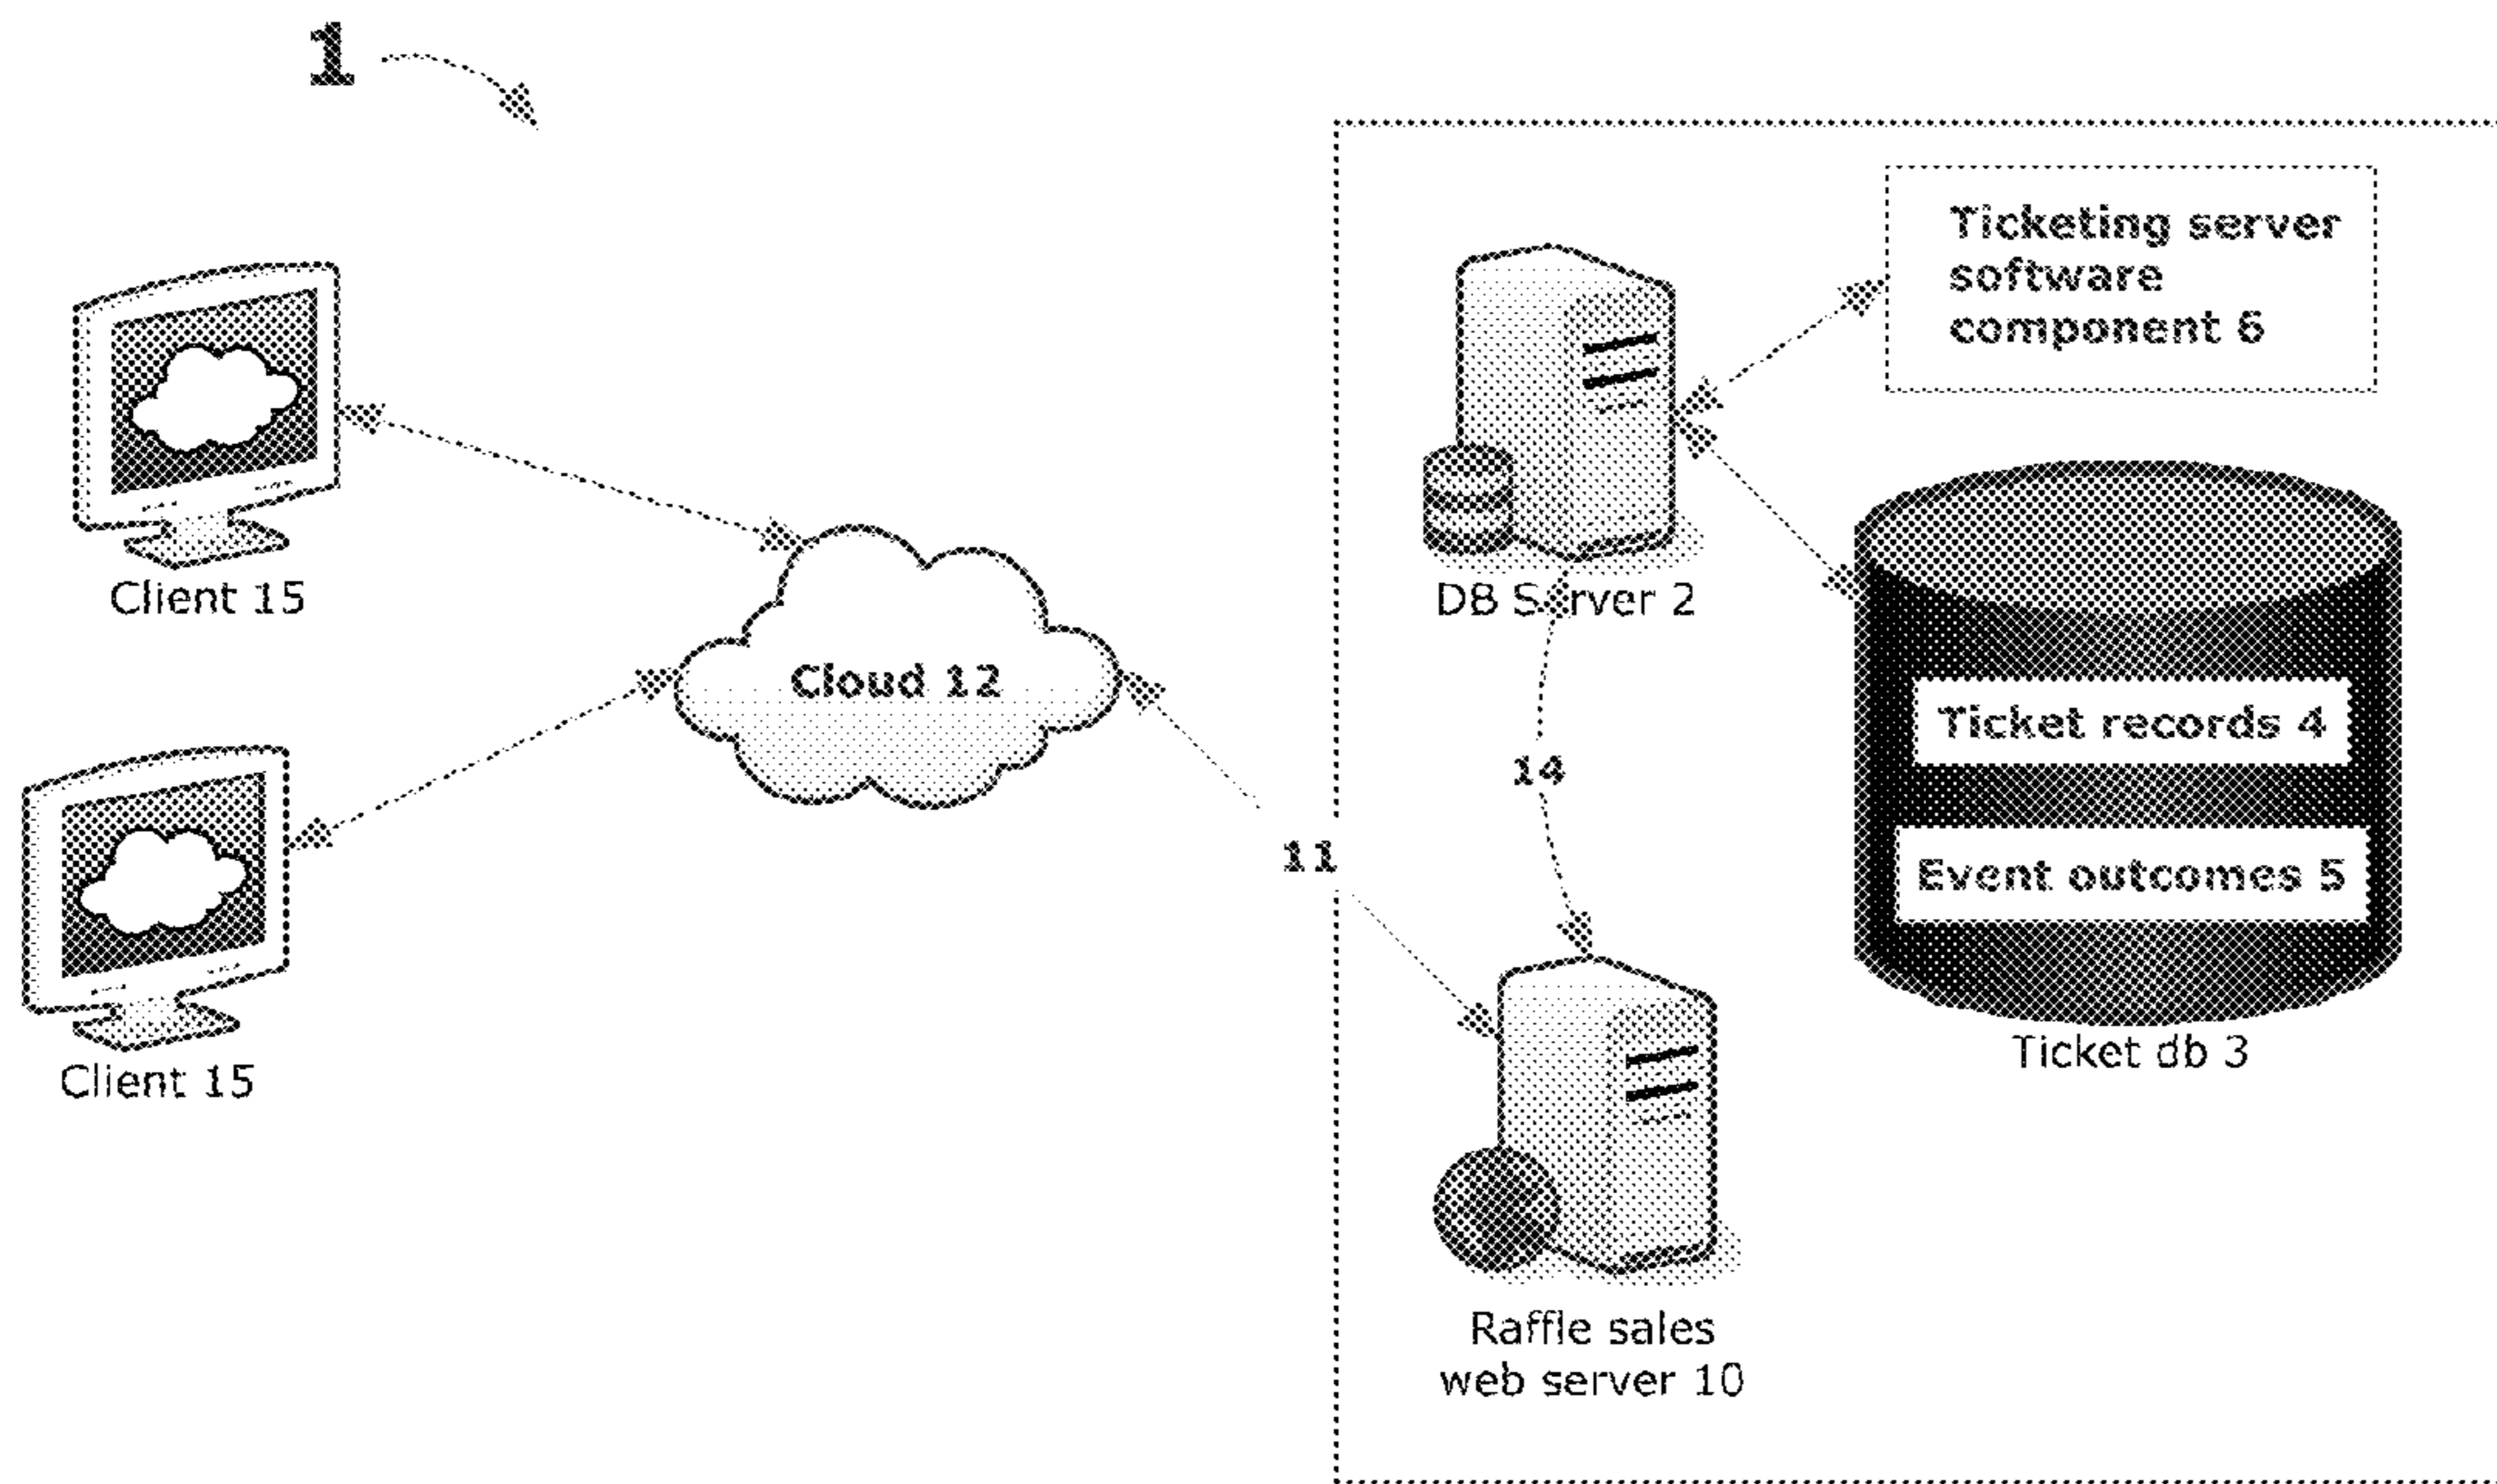 1
Ticketing server
software
component 6
Client 15
DB Server 2
Cloud 12
Ticket records 4
14
11
Event outcomes 5
Ticket db 3
Client 15
Raffle sales
web server 10